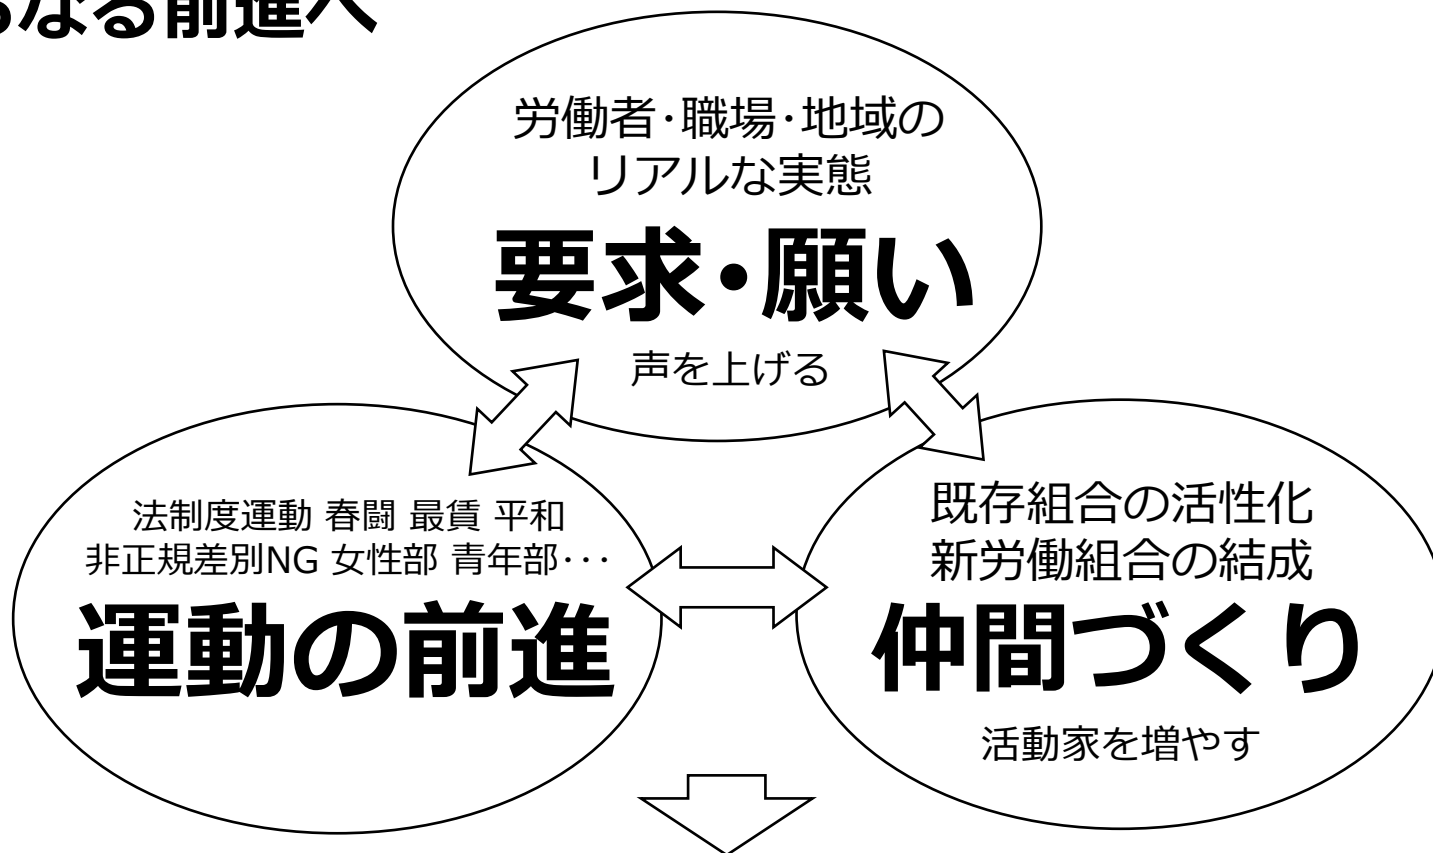 なる前進へ
労働者・職場・地域の
リアルな実態
要求・願い
声を上げる
法制度運動 春闘 最賃 平和
非正規差別NG 女性部 青年部・・・
運動の前進
既存組合の活性化
新労働組合の結成
仲間づくり
活動家を増やす